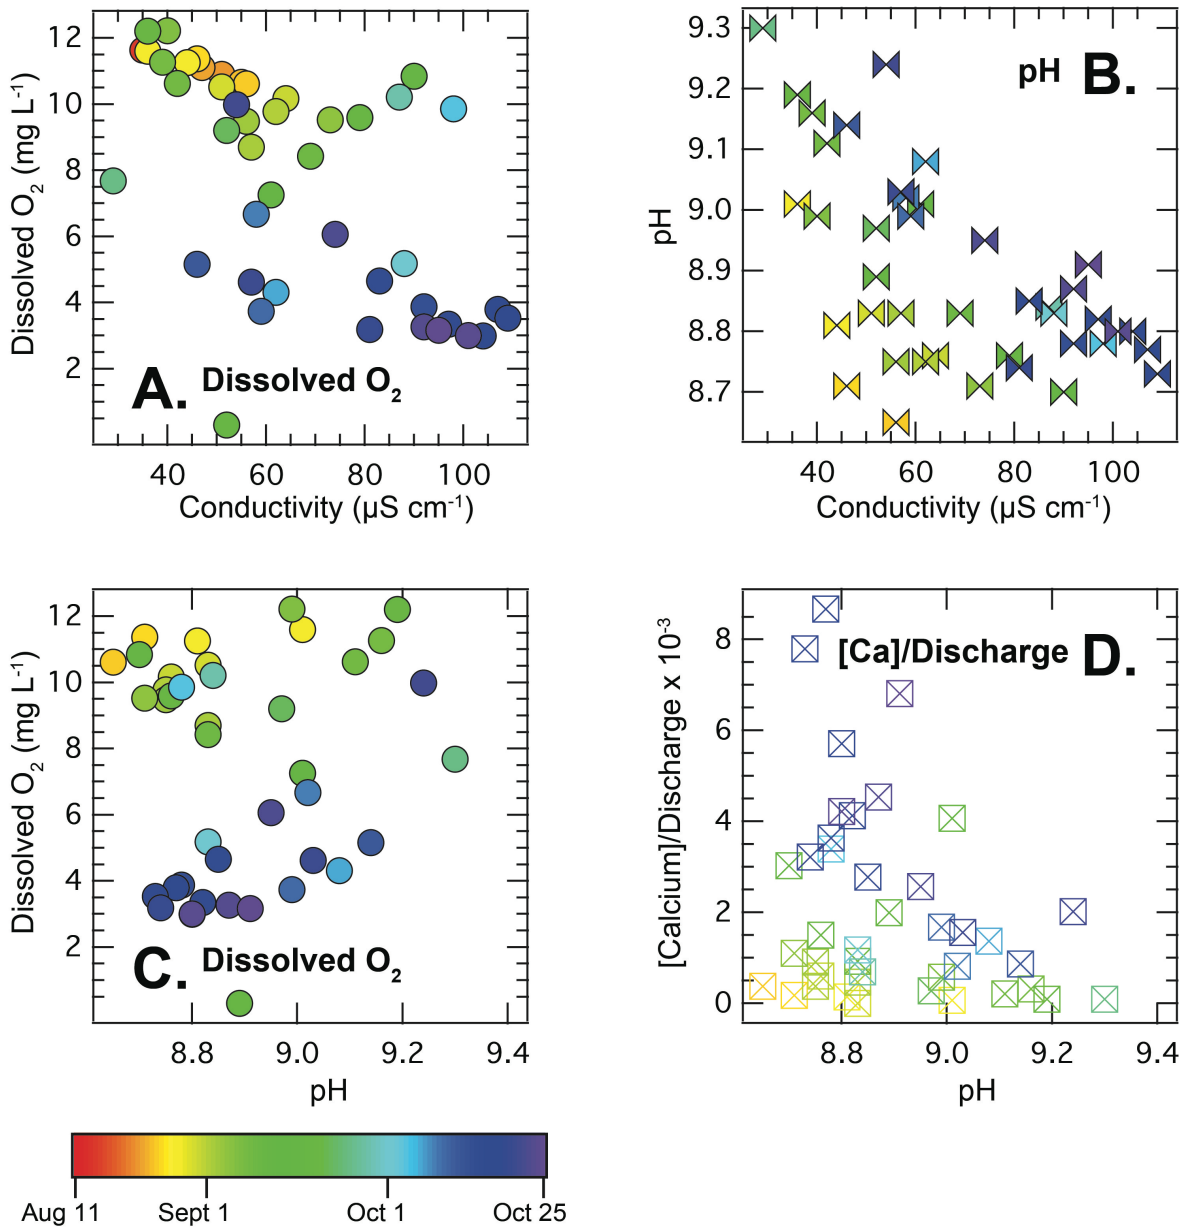 12
10
8
6
4
2
Dissolved O2 (mg L-1)
A. Dissolved O2
40 60 80 100
Conductivity (µS cm-1)
9.3
9.2
9.1
9.0
8.9
8.8
8.7
pH
pH B.
40 60 80 100
Conductivity (µS cm-1)
12
10
8
6
4
2
Dissolved O2 (mg L-1)
C. Dissolved O2
8.8 9.0 9.2 9.4
pH
8
6
4
2
0
[Calcium]/Discharge x 10-3
[Ca]/Discharge D.
8.8 9.0 9.2 9.4
pH
Aug 11 Sept 1 Oct 1 Oct 25